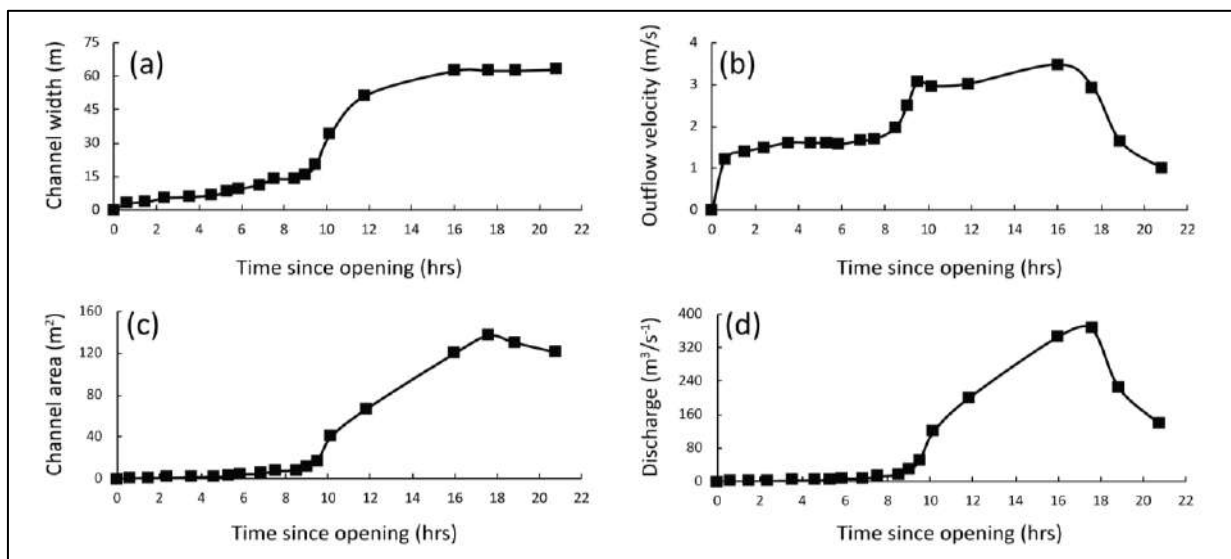 (a)
Channel width (m)
75
60
45
30
15
0
0 2 4 6 8 10 12 14 16 18 20 22
Time since opening (hrs)
(b)
Outflow velocity (m/s)
4
3
2
1
0
0 2 4 6 8 10 12 14 16 18 20 22
Time since opening (hrs)
(c)
Channel area (m²)
160
120
80
40
0
0 2 4 6 8 10 12 14 16 18 20 22
Time since opening (hrs)
(d)
Discharge (m³/s⁻¹)
400
320
240
160
80
0
0 2 4 6 8 10 12 14 16 18 20 22
Time since opening (hrs)